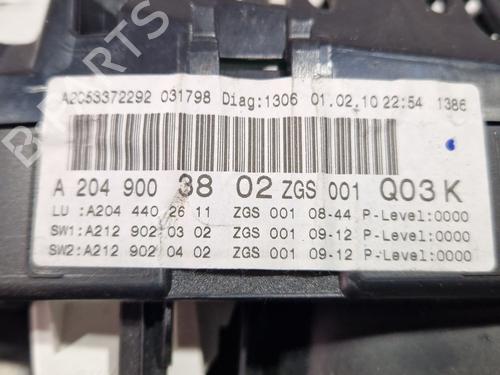 A2C53372292 031798 Diag:1306 01.02.10 22:54 1386
A 204 900 38 02 ZGS 001 Q03 K
LU :A204 440 26 11 ZGS 001 08-44 P-Level:0000
SW1:A212 902 03 02 ZGS 001 09-12 P-Level:0000
SW2:A212 902 04 02 ZGS 001 09-12 P-Level:0000
B-PARTS